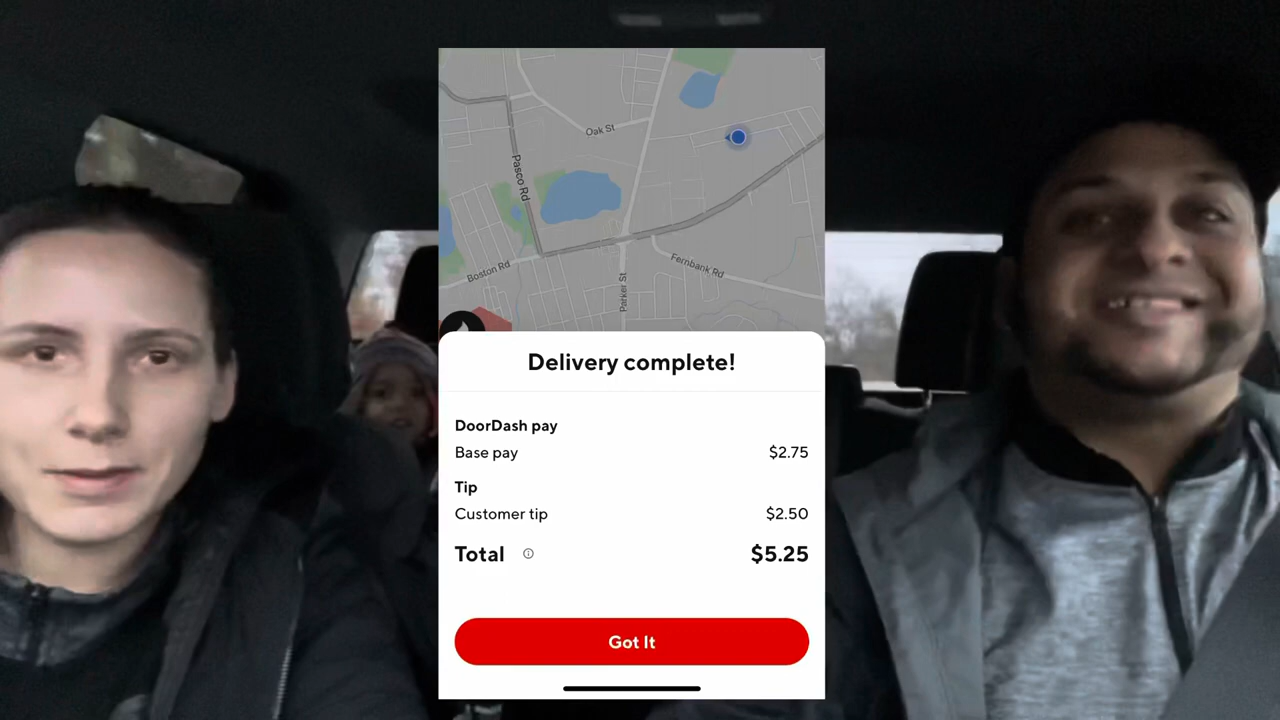 Oak St
Pasco Rd
Boston Rd
Fernbank Rd
Parker St
Delivery complete!
DoorDash pay
Base pay $2.75
Tip
Customer tip $2.50
Total $5.25
Got It